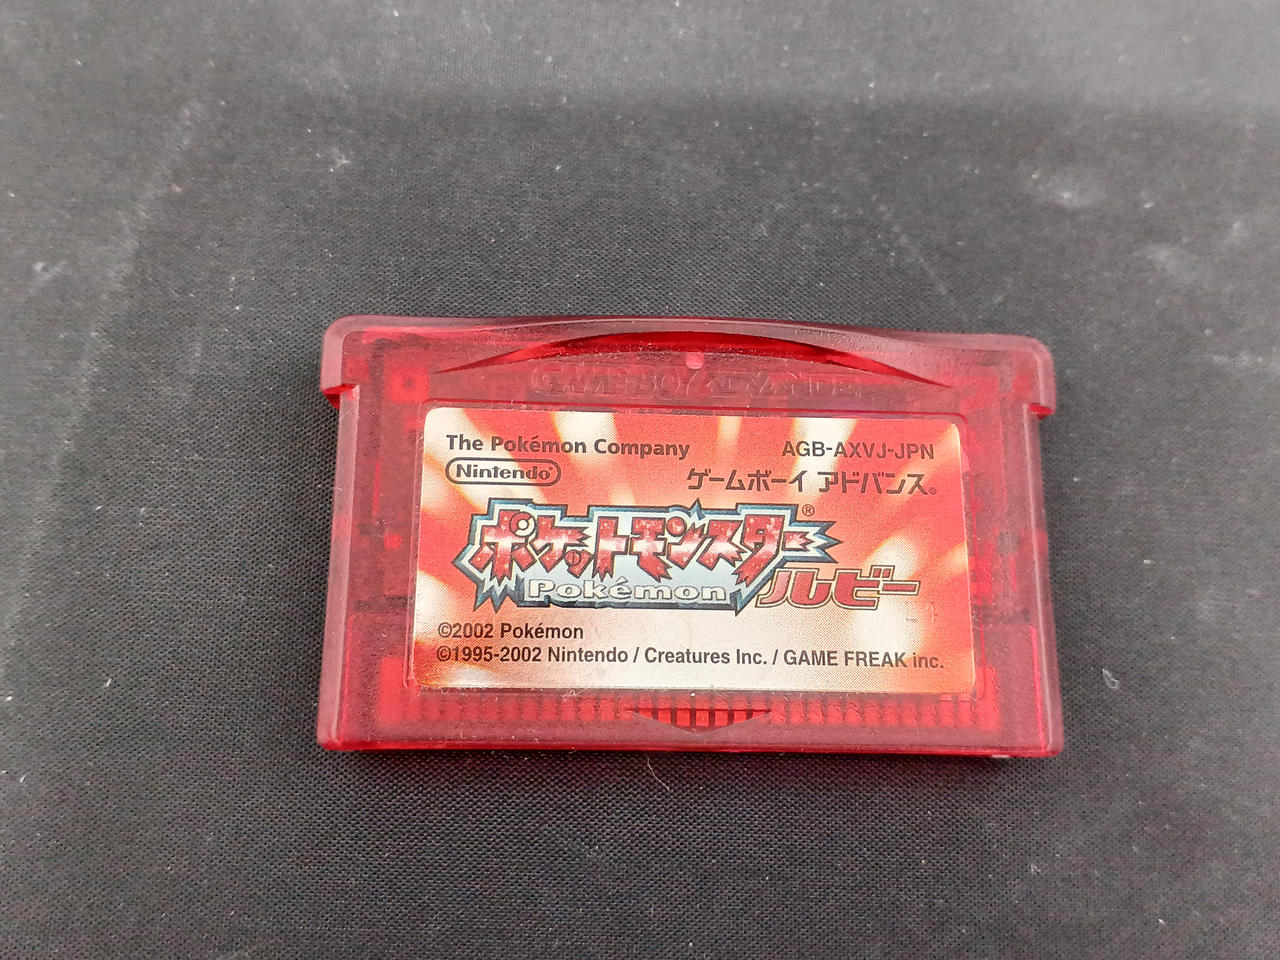 GAME BOY ADVANCE
The Pokémon Company AGB-AXVJ-JPN
Nintendo® ゲームボーイ アドバンス®
ポケットモンスター®
Pokémon ルビー
©2002 Pokémon
©1995-2002 Nintendo / Creatures Inc. / GAME FREAK inc.